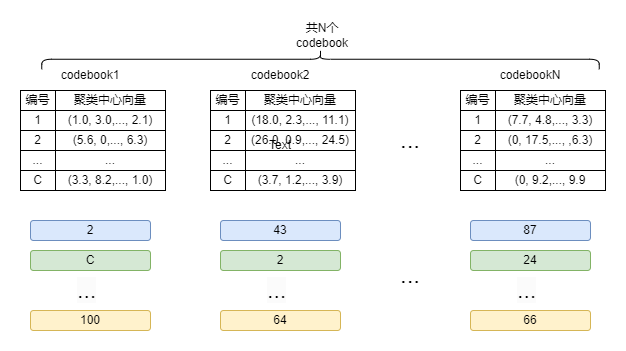 共N个
codebook
codebook1 codebook2 codebookN
编号 聚类中心向量 编号 聚类中心向量 编号 聚类中心向量
1 (1.0, 3.0,..., 2.1) 1 (18.0, 2.3,..., 11.1) 1 (7.7, 4.8,..., 3.3)
2 (5.6, 0,..., 6.3) 2 (26.0, 0.9,..., 24.5) 2 (0, 17.5,..., ,6.3)
Text
...
... ... ... ... ... ...
C (3.3, 8.2,..., 1.0) C (3.7, 1.2,..., 3.9) C (0, 9.2,..., 9.9
2 43 87
C 2 24
...
... ... ...
100 64 66